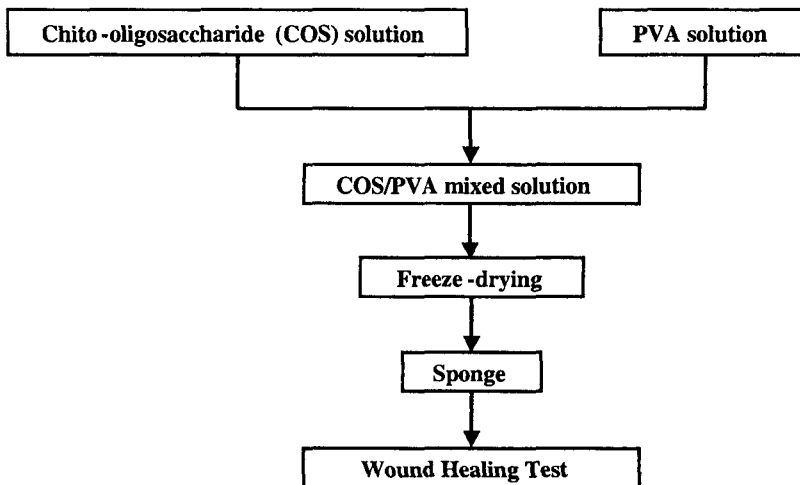 Chito-oligosaccharide (COS) solution
PVA solution
COS/PVA mixed solution
Freeze-drying
Sponge
Wound Healing Test